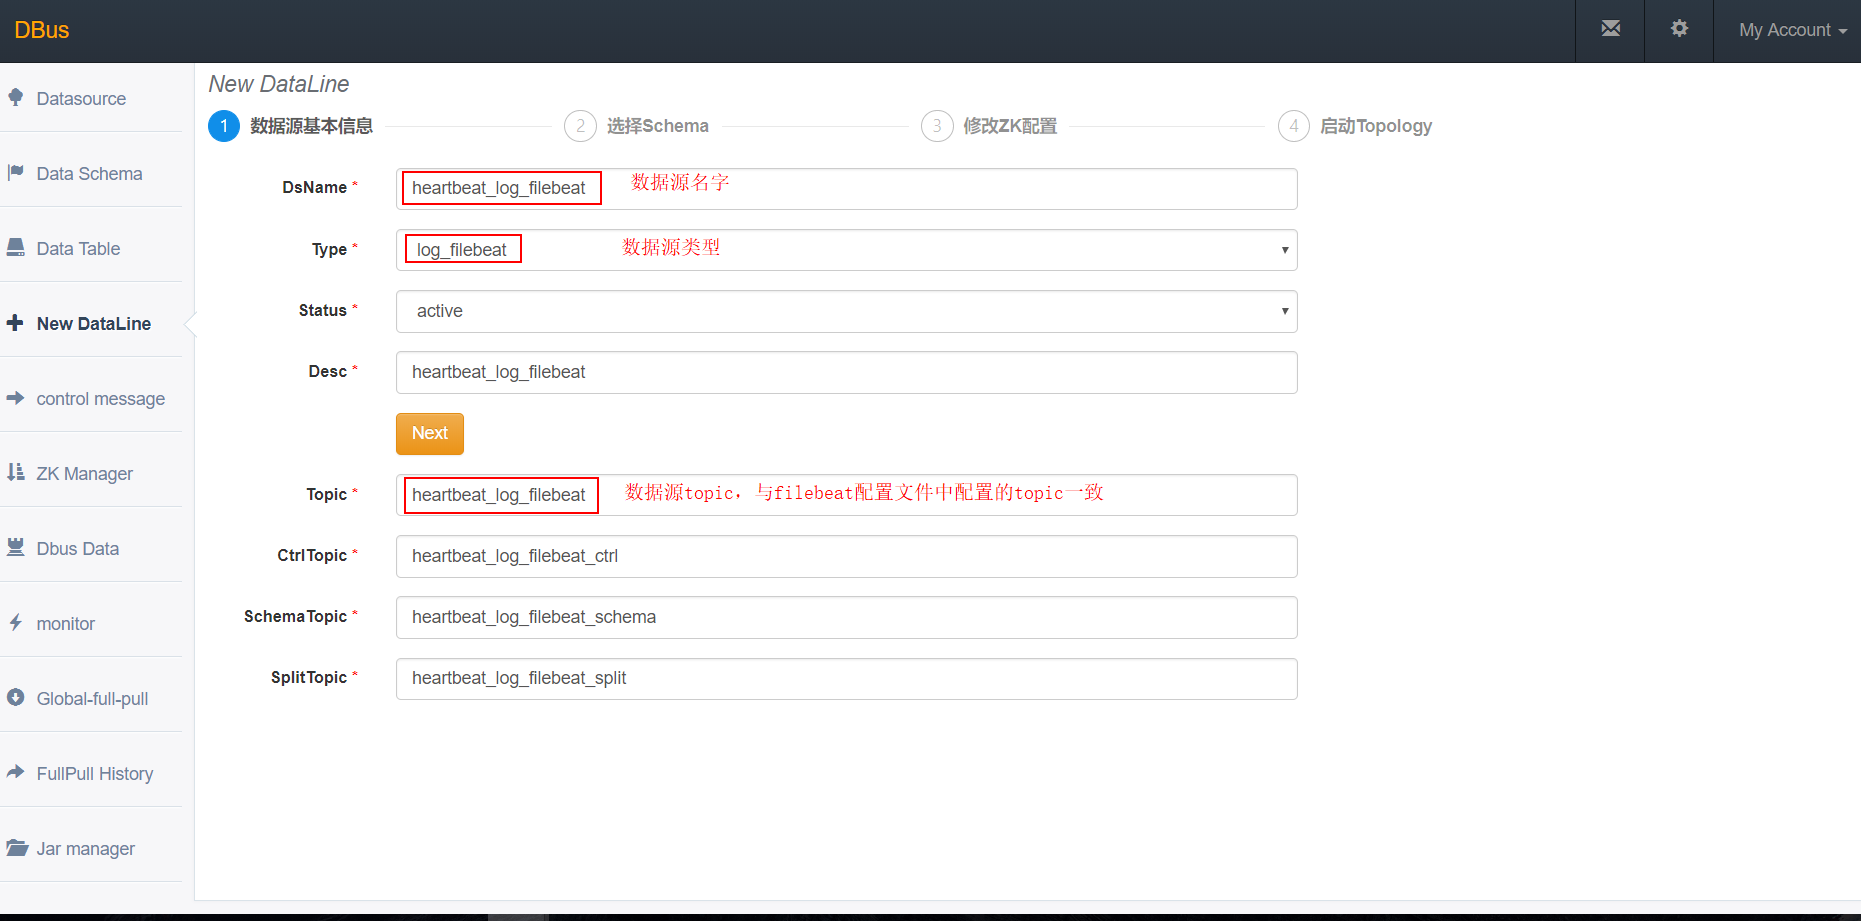 DBus
My Account
Datasource
Data Schema
Data Table
New DataLine
control message
ZK Manager
Dbus Data
monitor
Global-full-pull
FullPull History
Jar manager
New DataLine
1 数据源基本信息 2 选择Schema 3 修改ZK配置 4 启动Topology
DsName * heartbeat_log_filebeat 数据源名字
Type * log_filebeat 数据源类型
Status * active
Desc * heartbeat_log_filebeat
Next
Topic * heartbeat_log_filebeat 数据源topic，与filebeat配置文件中配置的topic一致
CtrlTopic * heartbeat_log_filebeat_ctrl
SchemaTopic * heartbeat_log_filebeat_schema
SplitTopic * heartbeat_log_filebeat_split